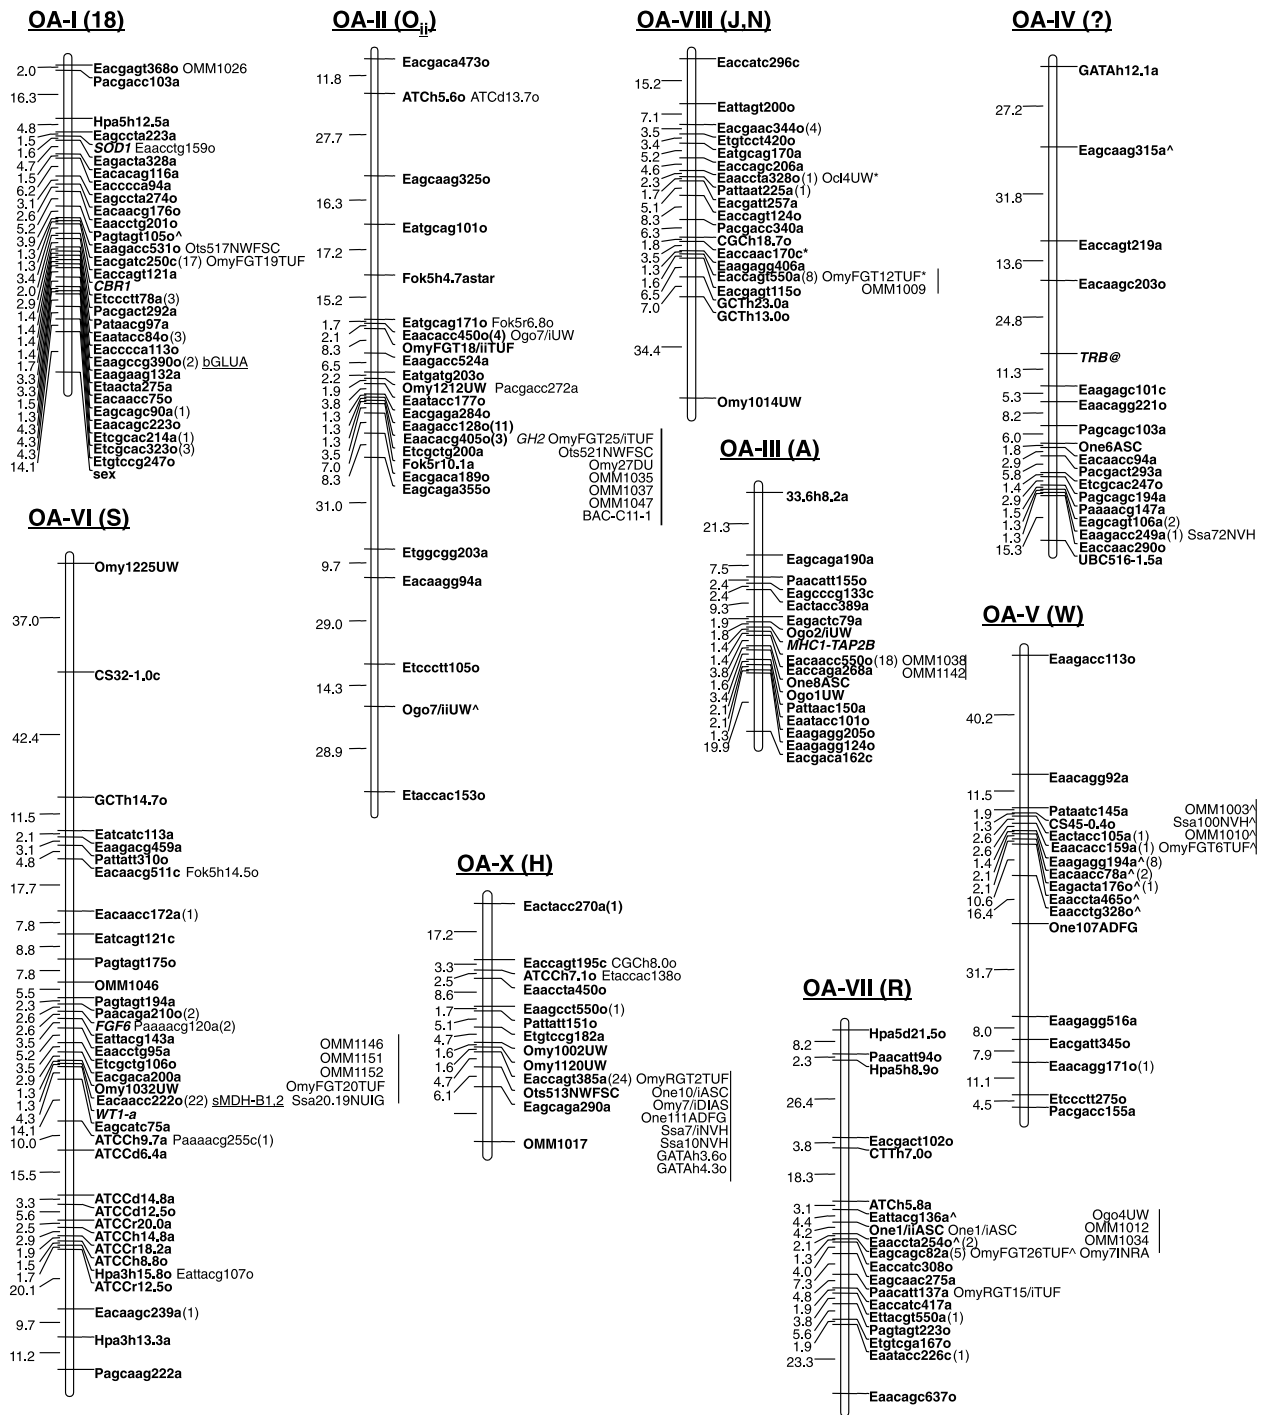 OA-I (18)
2.0
16.3
4.8
1.5
1.6
4.7
1.5
6.2
3.1
2.6
5.2
3.9
1.3
1.3
3.4
2.0
2.9
1.4
1.4
1.4
1.7
3.3
3.3
1.5
4.3
4.3
14.1
Eacgagt368o OMM1026
Pacgacc103a
Hpa5h12.5a
Eagccta223a
SOD1 Eaacctg159o
Eagacta328a
Eacacag116a
Eacccca94a
Eagccta274o
Eacaacg176o
Eaacctg201o
Pagtagt105o^
Eaagacc531o Ots517NWFSC
Eacgatc250c(17) OmyFGT19TUF
Eaccagt121a
CBR1
Etccctt78a(3)
Pacgact292a
Pataacg97a
Eaatacc84o(3)
Eacccca113o
Eaagccg390o(2) bGLUA
Eaagaag132a
Etaacta275a
Eacaacc75o
Eagcagc90a(1)
Eaacagc223o
Etcgcac214a(1)
Etcgcac323o(3)
Etgtccg247o
sex
OA-II (Oii)
11.8
27.7
16.3
17.2
15.2
1.7
2.1
8.3
6.5
2.2
1.9
3.8
1.3
1.3
3.5
7.0
8.3
31.0
9.7
29.0
14.3
28.9
Eacgaca473o
ATCh5.6o ATCd13.7o
Eagcaag325o
Eatgcag101o
Fok5h4.7astar
Eatgcag171o Fok5r6.8o
Eaacacc450o(4) Ogo7/iUW
OmyFGT18/iiTUF
Eaagacc524a
Eatgatg203o
Omy1212UW Pacgacc272a
Eaatacc177o
Eacgaga284o
Eaagacc128o(11)
Eaacacg405o(3) GH2 OmyFGT25/iTUF
Etcgctg200a Ots521NWFSC
Fok5r10.1a Omy27DU
Eacgaca189o OMM1035
Eagcaga355o OMM1037
OMM1047
BAC-C11-1
Etggcgg203a
Eacaagg94a
Etccctt105o
Ogo7/iiUW^
Etaccac153o
OA-VIII (J,N)
15.2
7.1
3.5
3.4
5.2
4.6
2.3
1.7
5.1
8.3
6.3
1.8
3.5
1.3
1.6
6.5
7.0
34.4
Eaccatc296c
Eattagt200o
Eacgaac344o(4)
Etgtcct420o
Eatgcag170a
Eaccagc206a
Eaaccta328o(1) Ocl4UW*
Pattaat225a(1)
Eacgatt257a
Eaccagt124o
Pacgacc340a
CGCh18.7o
Eaccaac170c*
Eaagagg406a
Eaccagt550a(8) OmyFGT12TUF*
Eacgagt115o OMM1009
GCTh23.0a
GCTh13.0o
Omy1014UW
OA-IV (?)
27.2
31.8
13.6
24.8
11.3
5.3
8.2
6.0
1.8
2.9
5.8
1.4
2.9
1.5
1.3
1.3
15.3
GATAh12.1a
Eagcaag315a^
Eaccagt219a
Eacaagc203o
TRB@
Eaagagc101c
Eaacagg221o
Pagcagc103a
One6ASC
Eacaacc94a
Pacgact293a
Etcgcac247o
Pagcagc194a
Paaaacg147a
Eagcagt106a(2)
Eaagacc249a(1) Ssa72NVH
Eaccaac290o
UBC516-1.5a
OA-III (A)
21.3
7.5
2.4
2.4
9.3
1.9
1.8
1.4
1.4
3.8
1.6
3.4
2.1
2.1
1.3
19.9
33.6h8.2a
Eagcaga190a
Paacatt155o
Eagcccg133c
Eactacc389a
Eagactc79a
Ogo2/iUW
MHC1-TAP2B
Eacaacc550o(18) OMM1038
Eaccaga268a OMM1142
One8ASC
Ogo1UW
Pattaac150a
Eaatacc101o
Eaagagg205o
Eaagagg124o
Eacgaca162c
OA-VI (S)
37.0
42.4
11.5
2.1
3.1
4.8
17.7
7.8
8.8
7.8
5.5
2.3
2.6
2.6
3.5
5.2
3.5
2.9
1.3
1.3
4.3
14.1
10.0
15.5
3.3
5.6
2.5
2.9
1.9
1.5
1.7
20.1
9.7
11.2
Omy1225UW
CS32-1.0c
GCTh14.7o
Eatcatc113a
Eaagacg459a
Pattatt310o
Eacaacg511c Fok5h14.5o
Eacaacc172a(1)
Eatcagt121c
Pagtagt175o
OMM1046
Pagtagt194a
Paacaga210o(2)
FGF6 Paaaacg120a(2)
Eattacg143a OMM1146
Eaacctg95a OMM1151
Etcgctg106o OMM1152
Eacgaca200a
Omy1032UW OmyFGT20TUF
Eacaacc222o(22) sMDH-B1,2 Ssa20.19NUIG
WT1-a
Eagcatc75a
ATCCh9.7a Paaaacg255c(1)
ATCCd6.4a
ATCCd14.8a
ATCCd12.5o
ATCCr20.0a
ATCCh14.8a
ATCCr18.2a
ATCCh8.8o
Hpa3h15.8o Eattacg107o
ATCCr12.5o
Eacaagc239a(1)
Hpa3h13.3a
Pagcaag222a
OA-X (H)
17.2
3.3
2.5
8.6
1.7
5.1
4.7
1.6
1.6
4.7
6.1
Eactacc270a(1)
Eaccagt195c CGCh8.0o
ATCCh7.1o Etaccac138o
Eaaccta450o
Eaagcct550o(1)
Pattatt151o
Etgtccg182a
Omy1002UW
Omy1120UW
Eaccagt385a(24) OmyRGT2TUF
Ots513NWFSC One10/iASC
Eagcaga290a Omy7/iDIAS
One111ADFG
Ssa7/iNVH
OMM1017 Ssa10NVH
GATAh3.6o
GATAh4.3o
OA-V (W)
40.2
11.5
1.9
1.3
2.6
2.6
1.4
2.1
2.1
10.6
16.4
31.7
8.0
7.9
11.1
4.5
Eaagacc113o
Eaacagg92a
Pataatc145a OMM1003^
CS45-0.4o Ssa100NVH^
Eactacc105a(1) OMM1010^
Eaacacc159a(1) OmyFGT6TUF^
Eaagagg194a^(8)
Eacaacc78a^(2)
Eagacta176o^(1)
Eaaccta465o^
Eaacctg328o^
One107ADFG
Eaagagg516a
Eacgatt345o
Eaacagg171o(1)
Etccctt275o
Pacgacc155a
OA-VII (R)
8.2
2.3
26.4
3.8
18.3
3.1
4.4
4.2
2.1
1.3
4.0
7.3
4.8
1.9
3.8
5.6
1.9
23.3
Hpa5d21.5o
Paacatt94o
Hpa5h8.9o
Eacgact102o
CTTh7.0o
ATCh5.8a
Eattacg136a^ Ogo4UW
One1/iiASC One1/iASC OMM1012
Eaaccta254o^(2) OMM1034
Eagcagc82a(5) OmyFGT26TUF^ Omy7INRA
Eaccatc308o
Eagcaac275a
Paacatt137a OmyRGT15/iTUF
Eaccatc417a
Ettacgt550a(1)
Pagtagt223o
Etgtcga167o
Eaatacc226c(1)
Eaacagc637o